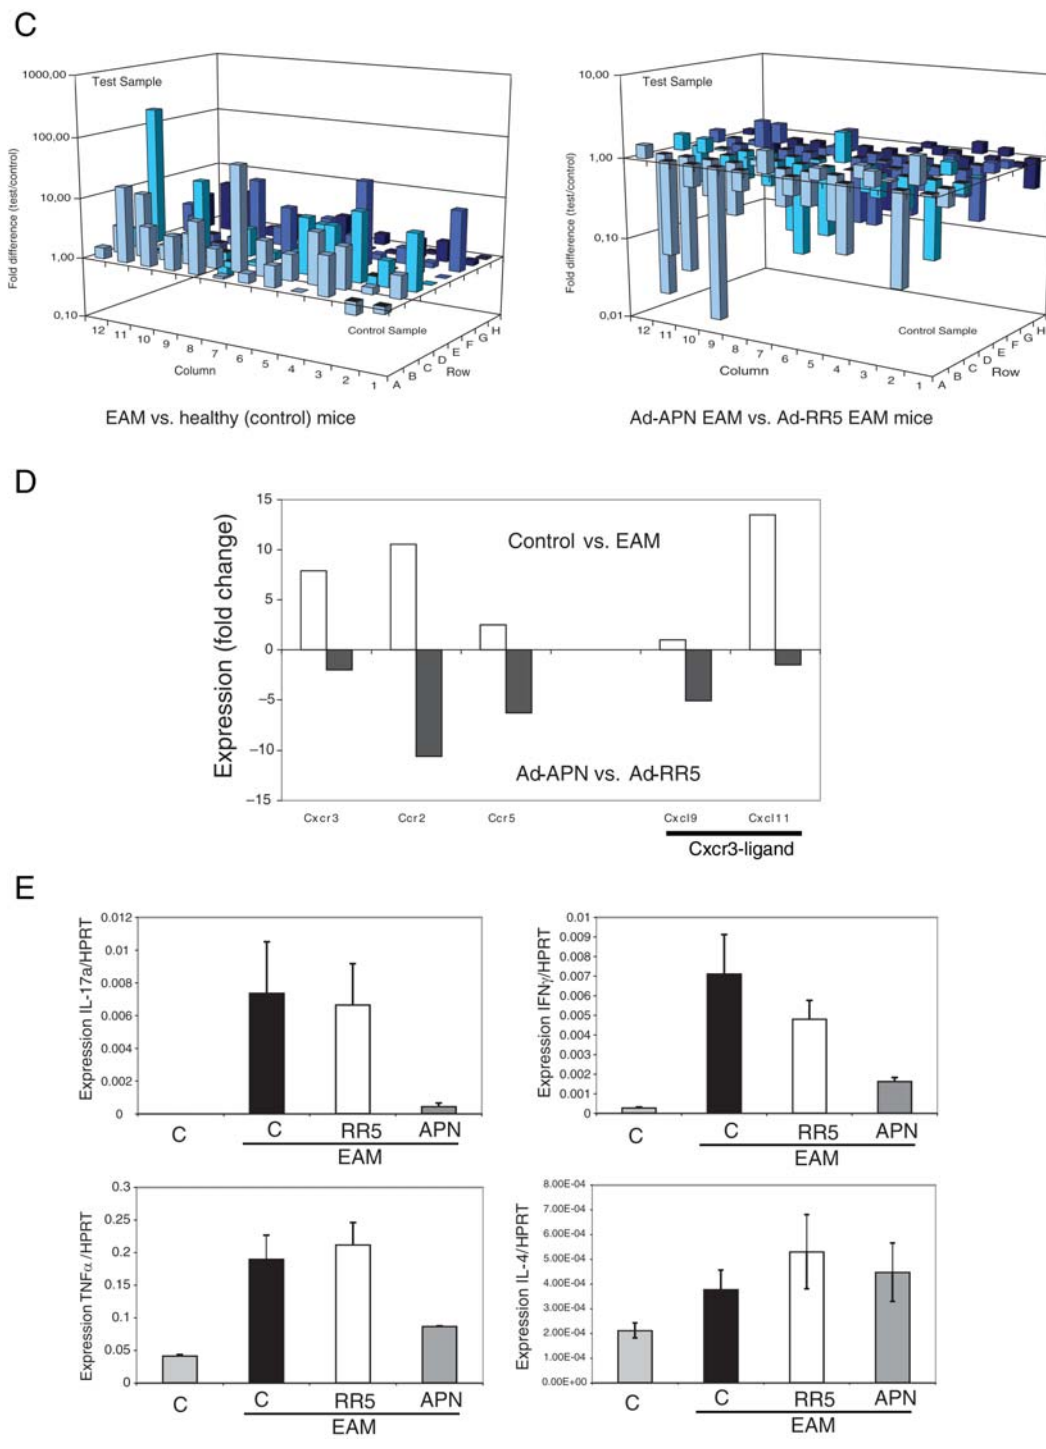 C
1000,00
Test Sample
100,00
10,00
1,00
0,10
Fold difference (test/control)
Control Sample
12 11 10 9 8 7 6 5 4 3 2 1
A B C D E F G H
Column
Row
EAM vs. healthy (control) mice
10,00
Test Sample
1,00
0,10
0,01
Fold difference (test/control)
Control Sample
12 11 10 9 8 7 6 5 4 3 2 1
A B C D E F G H
Column
Row
Ad-APN EAM vs. Ad-RR5 EAM mice
D
Expression (fold change)
15
10
5
0
−5
−10
−15
Control vs. EAM
Ad-APN vs. Ad-RR5
Cxcr3 Ccr2 Ccr5 Cxcl9 Cxcl11
Cxcr3-ligand
E
Expression IL-17a/HPRT
0.012
0.01
0.008
0.006
0.004
0.002
0
C C RR5 APN
EAM
Expression IFNγ/HPRT
0.01
0.009
0.008
0.007
0.006
0.005
0.004
0.003
0.002
0.001
0
C C RR5 APN
EAM
Expression TNFα/HPRT
0.3
0.25
0.2
0.15
0.1
0.05
0
C C RR5 APN
EAM
Expression IL-4/HPRT
8.00E-04
7.00E-04
6.00E-04
5.00E-04
4.00E-04
3.00E-04
2.00E-04
1.00E-04
0.00E+00
C C RR5 APN
EAM